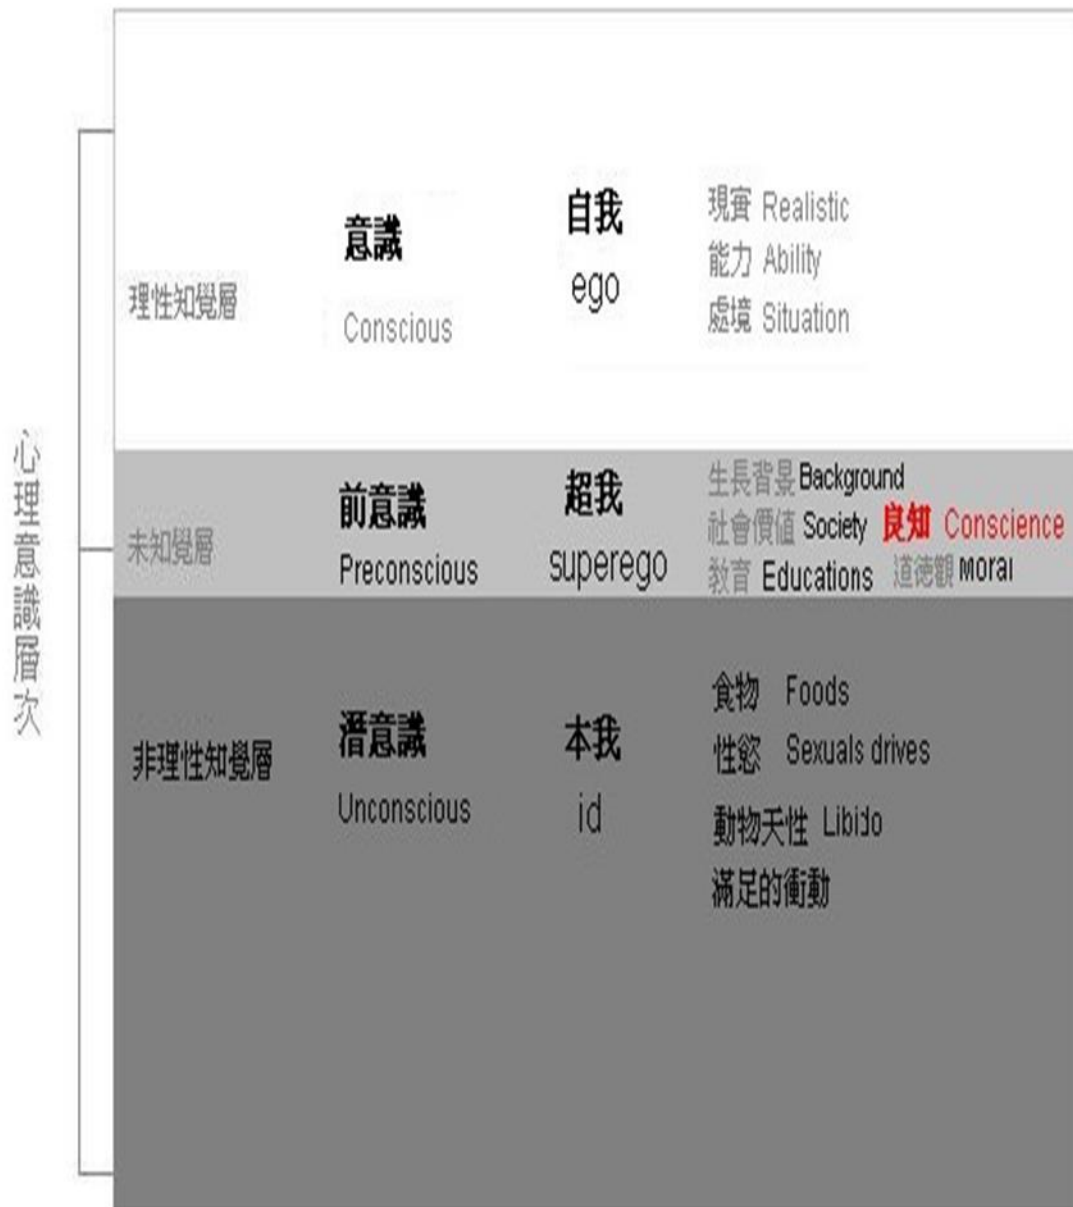 心理意識層次
理性知覺層
意識
Conscious
自我
ego
現實 Realistic
能力 Ability
處境 Situation
未知覺層
前意識
Preconscious
超我
superego
生長背景 Background
社會價值 Society 良知 Conscience
教育 Educations 道德觀 Moral
非理性知覺層
潛意識
Unconscious
本我
id
食物 Foods
性慾 Sexuals drives
動物天性 Libido
滿足的衝動